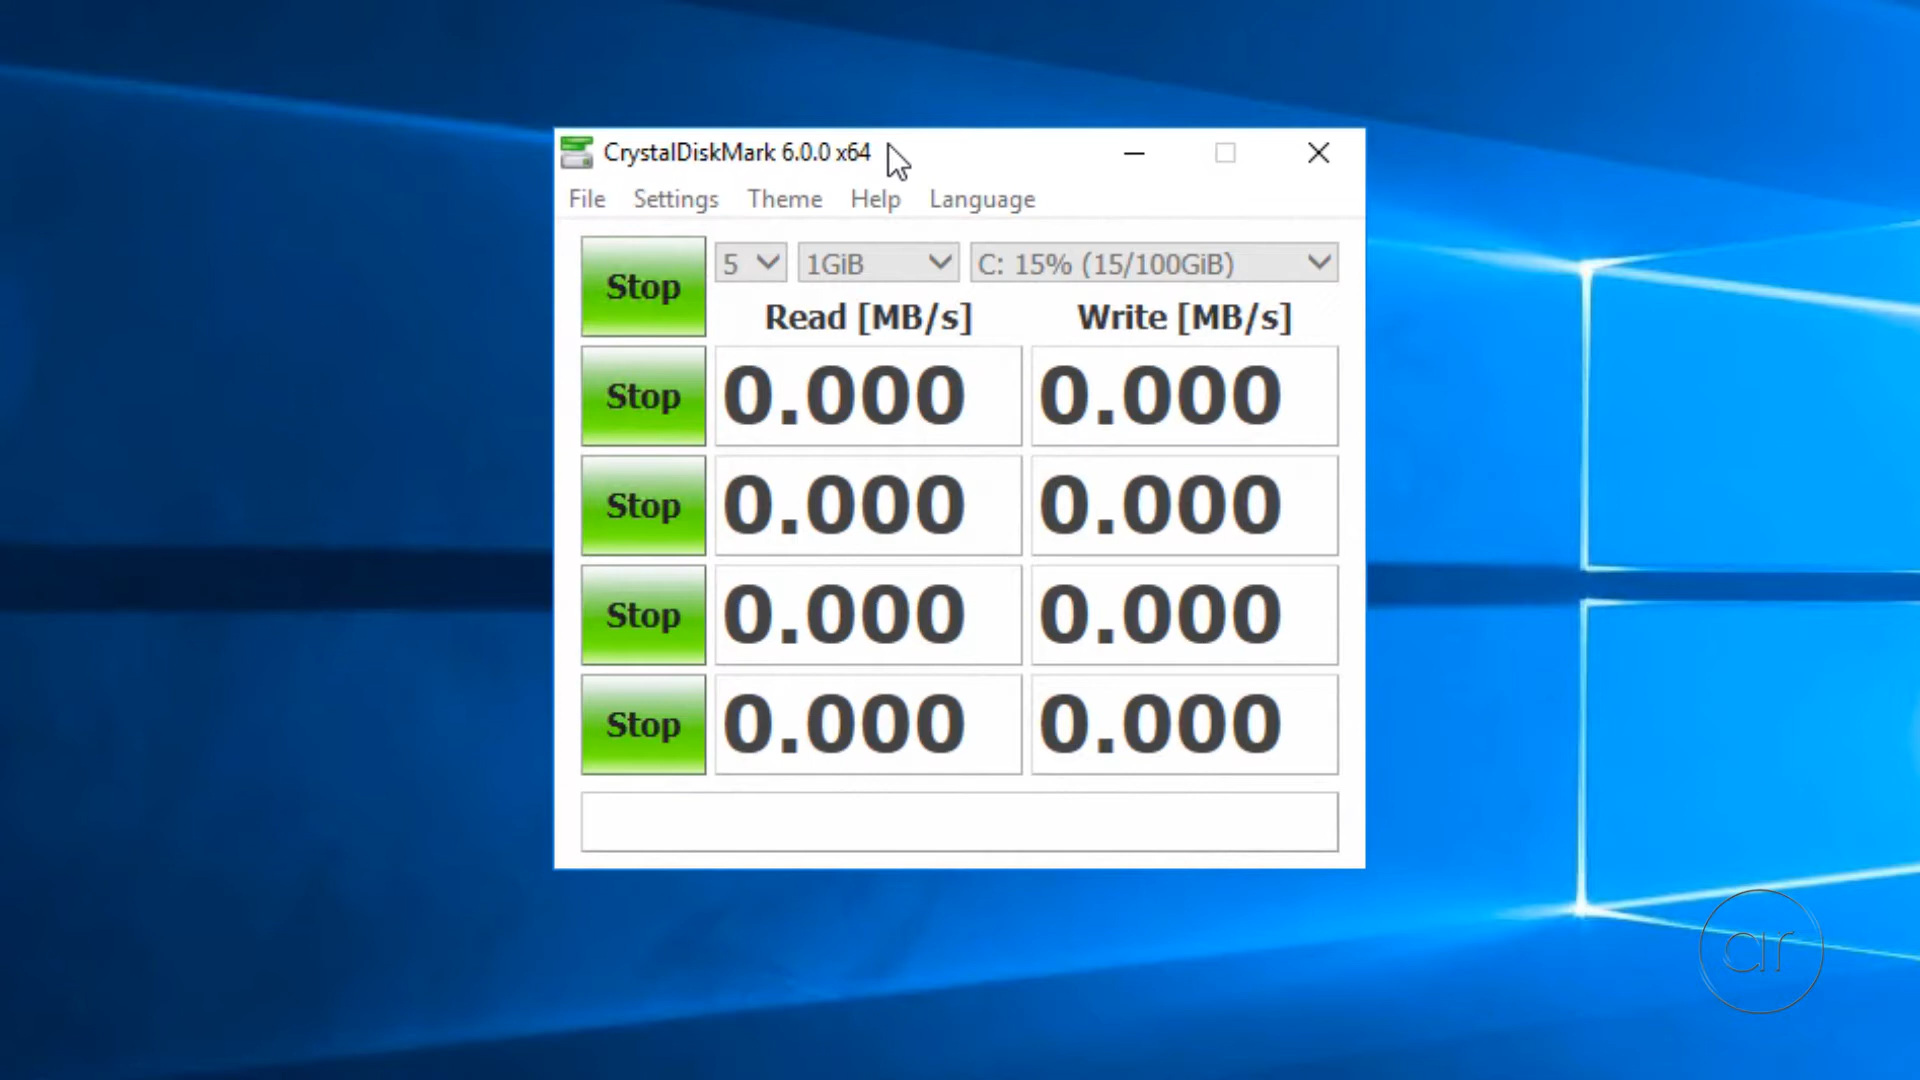 CrystalDiskMark 6.0.0 x64
File Settings Theme Help Language
Stop 5 1GiB C: 15% (15/100GiB)
Read [MB/s] Write [MB/s]
Stop 0.000 0.000
Stop 0.000 0.000
Stop 0.000 0.000
Stop 0.000 0.000
ar